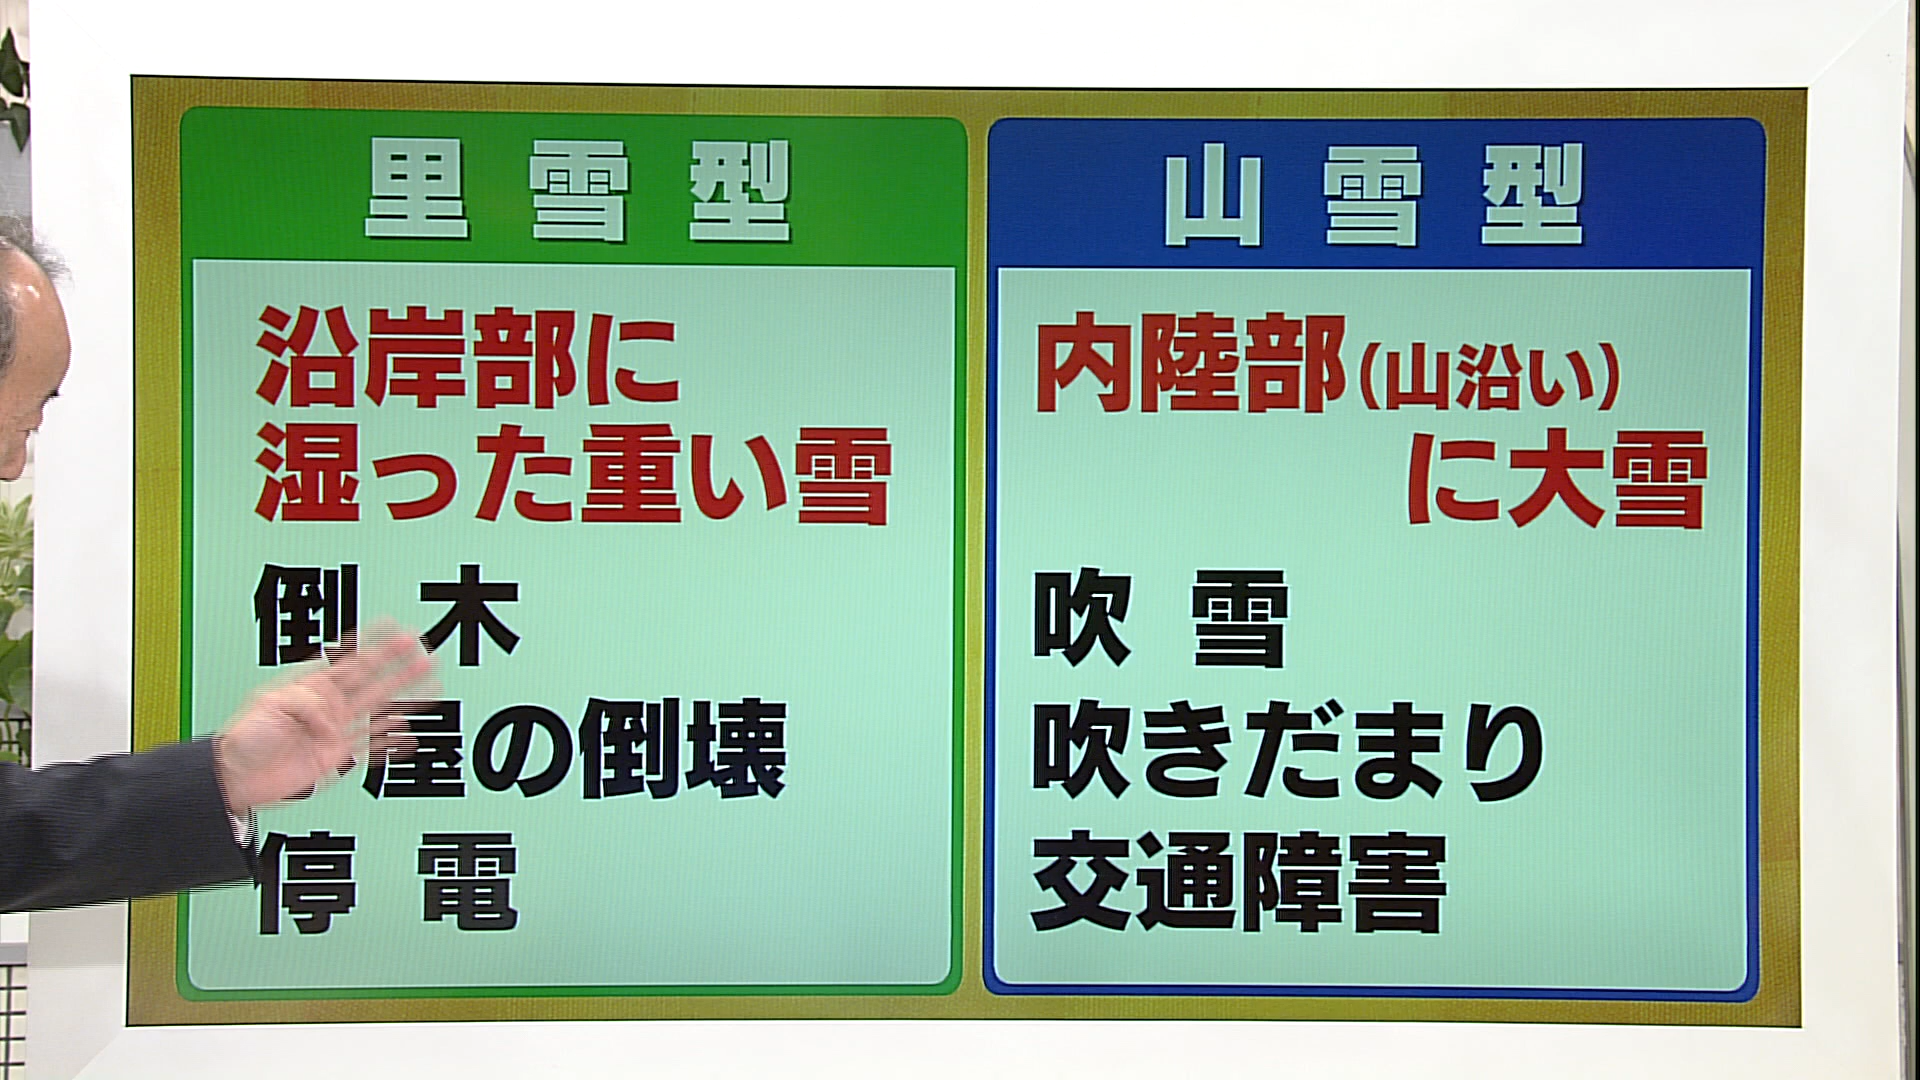 里雪型
沿岸部に
湿った重い雪
倒木
屋の倒壊
停電
山雪型
内陸部(山沿い)
に大雪
吹雪
吹きだまり
交通障害